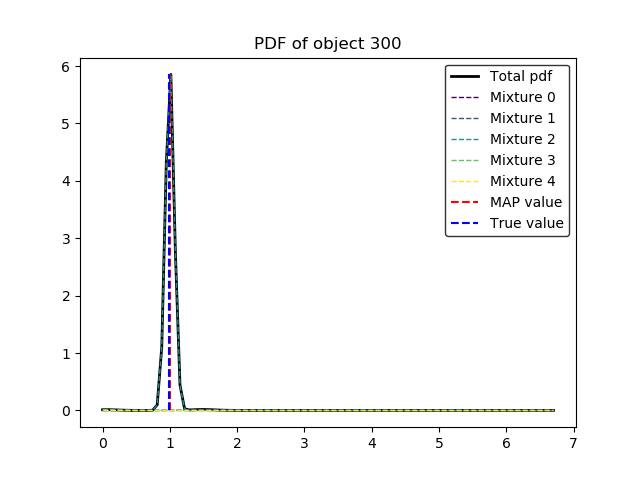 PDF of object 300
Total pdf
Mixture 0
Mixture 1
Mixture 2
Mixture 3
Mixture 4
MAP value
True value
6
5
4
3
2
1
0
0 1 2 3 4 5 6 7